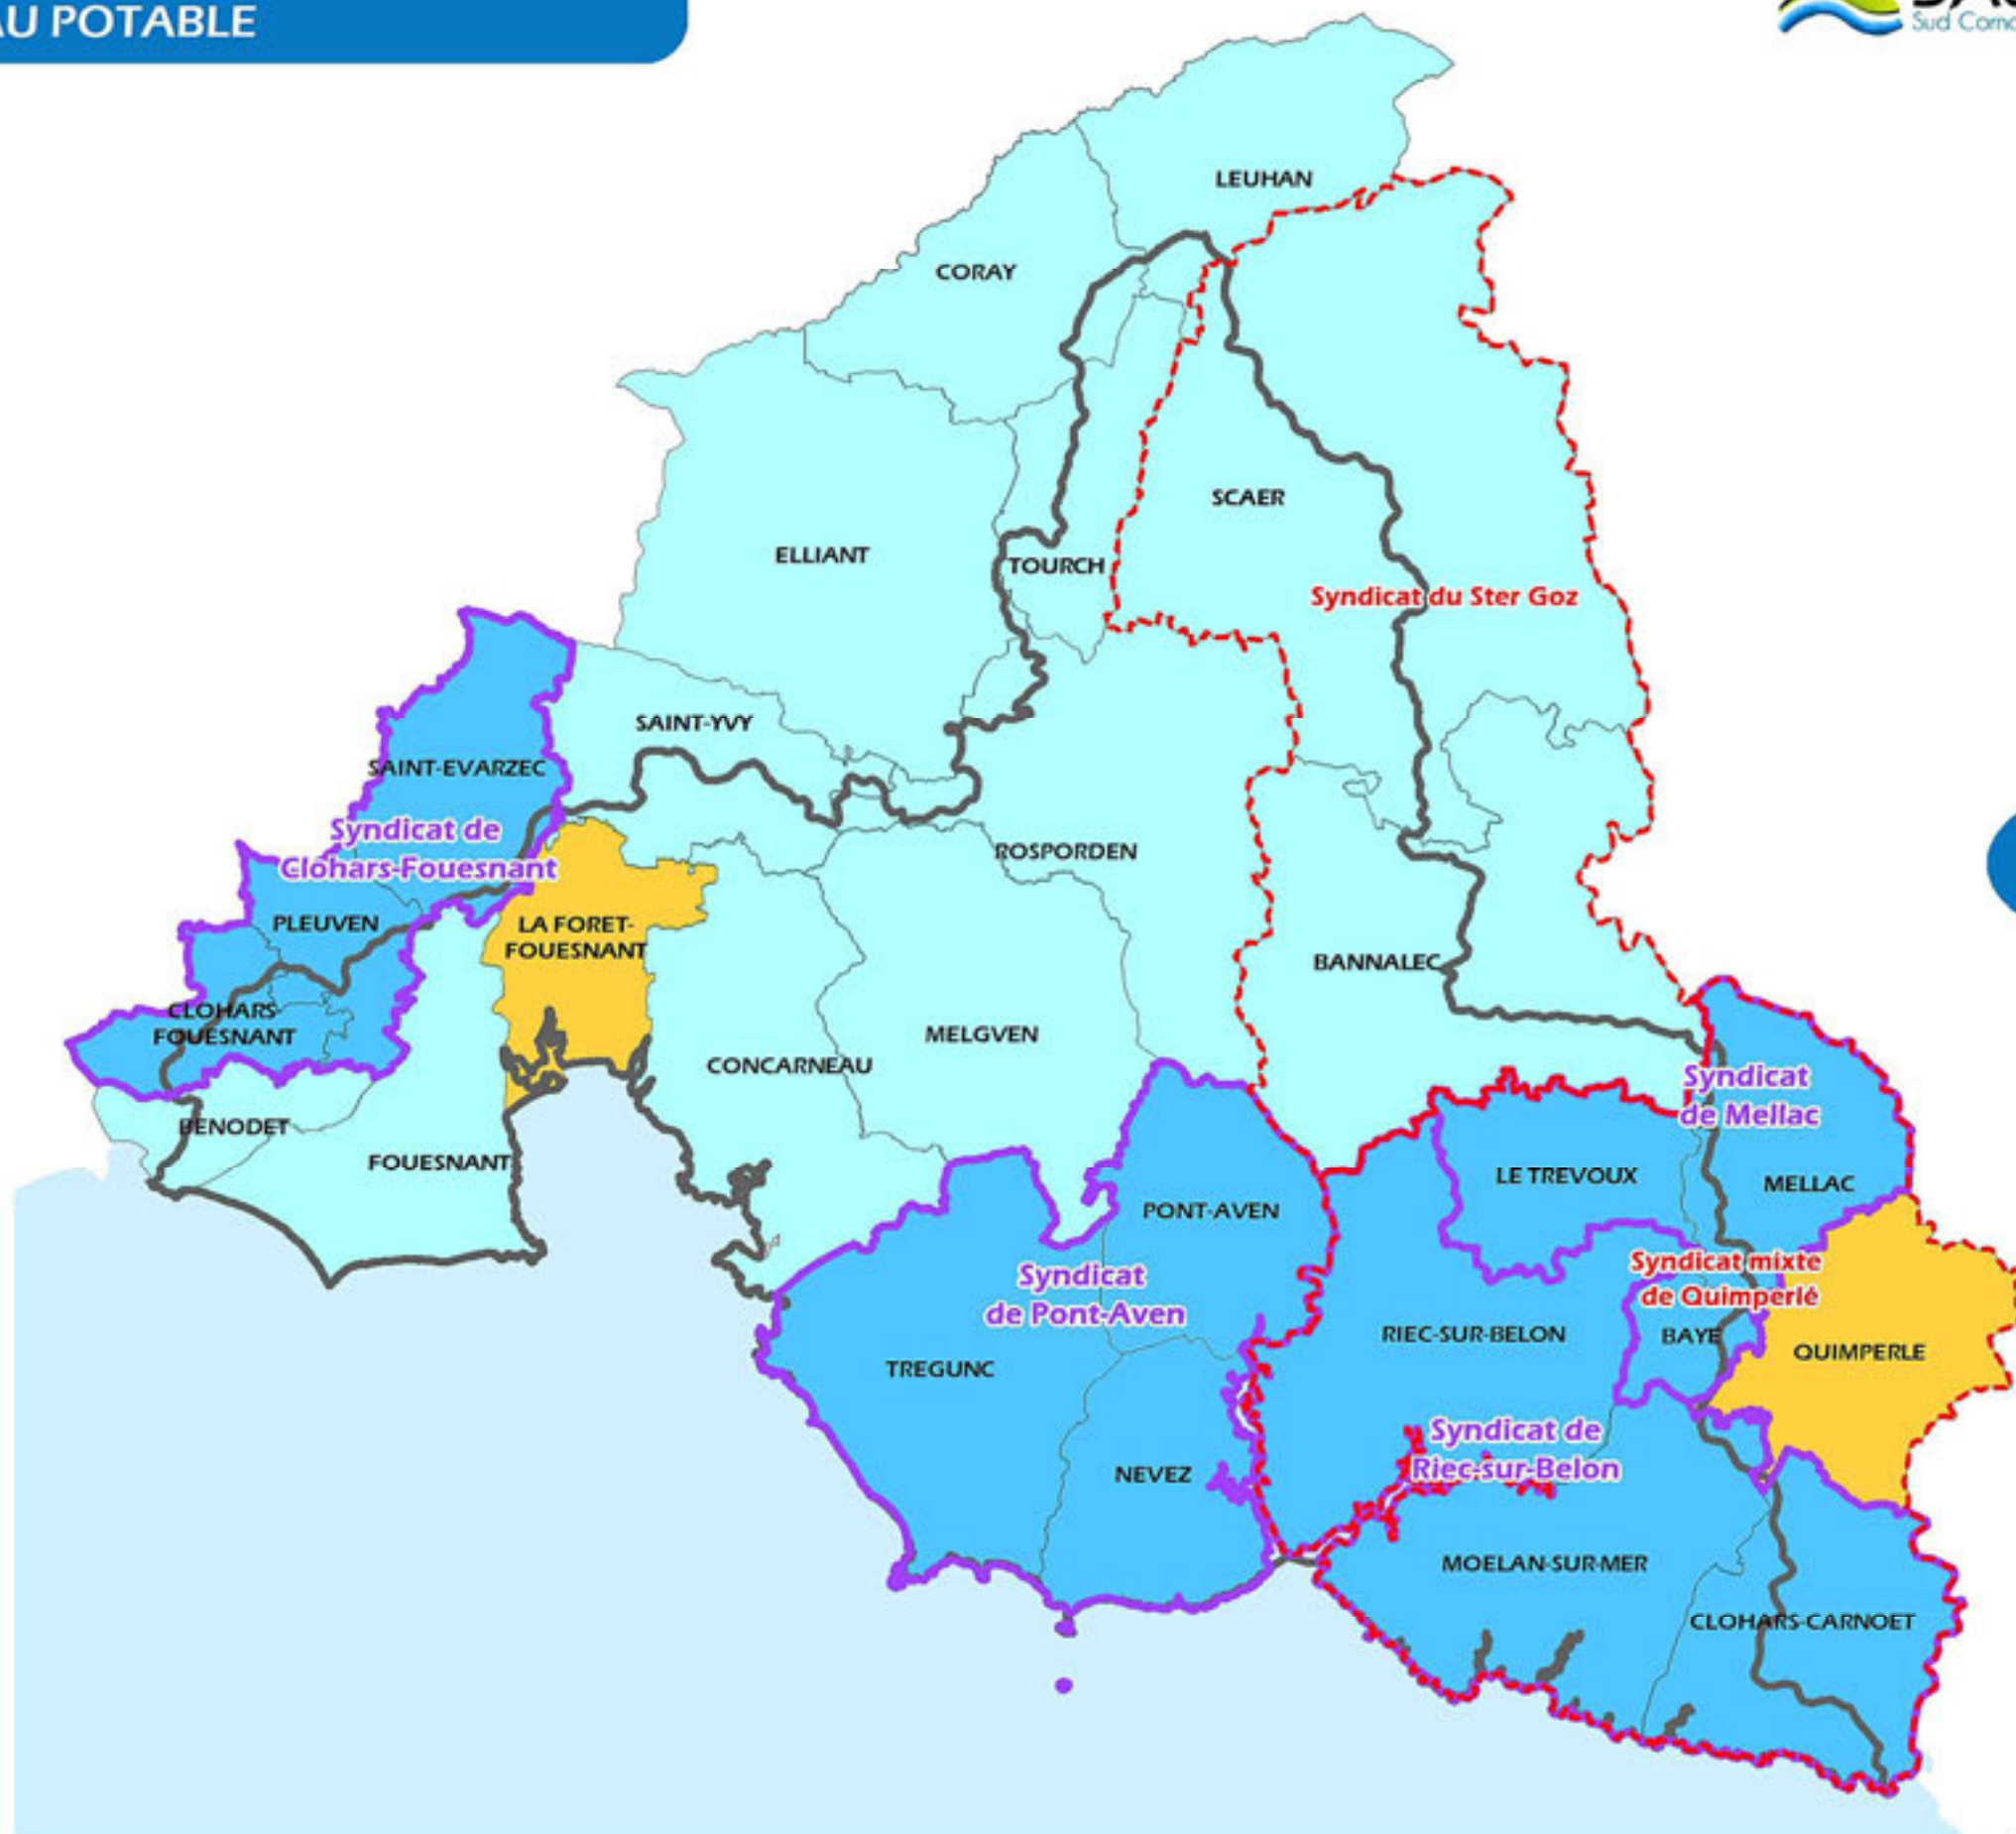 AU POTABLE
LEUHAN
CORAY
SCAER
ELLIANT
TOURCH
Syndicat du Ster Goz
SAINT-YVY
SAINT-EVARZEC
Syndicat de
Clohars-Fouesnant
ROSPORDEN
PLEUVEN
LA FORET-
FOUESNANT
BANNALEC
CLOHARS-
FOUESNANT
MELGVEN
CONCARNEAU
Syndicat
de Mellac
BENODET
FOUESNANT
LE TREVOUX
MELLAC
PONT-AVEN
Syndicat
de Pont-Aven
Syndicat mixte
de Quimperlé
RIEC-SUR-BELON
BAYE
QUIMPERLE
TREGUNC
Syndicat de
Riec-sur-Belon
NEVEZ
MOELAN-SUR-MER
CLOHARS-CARNOET